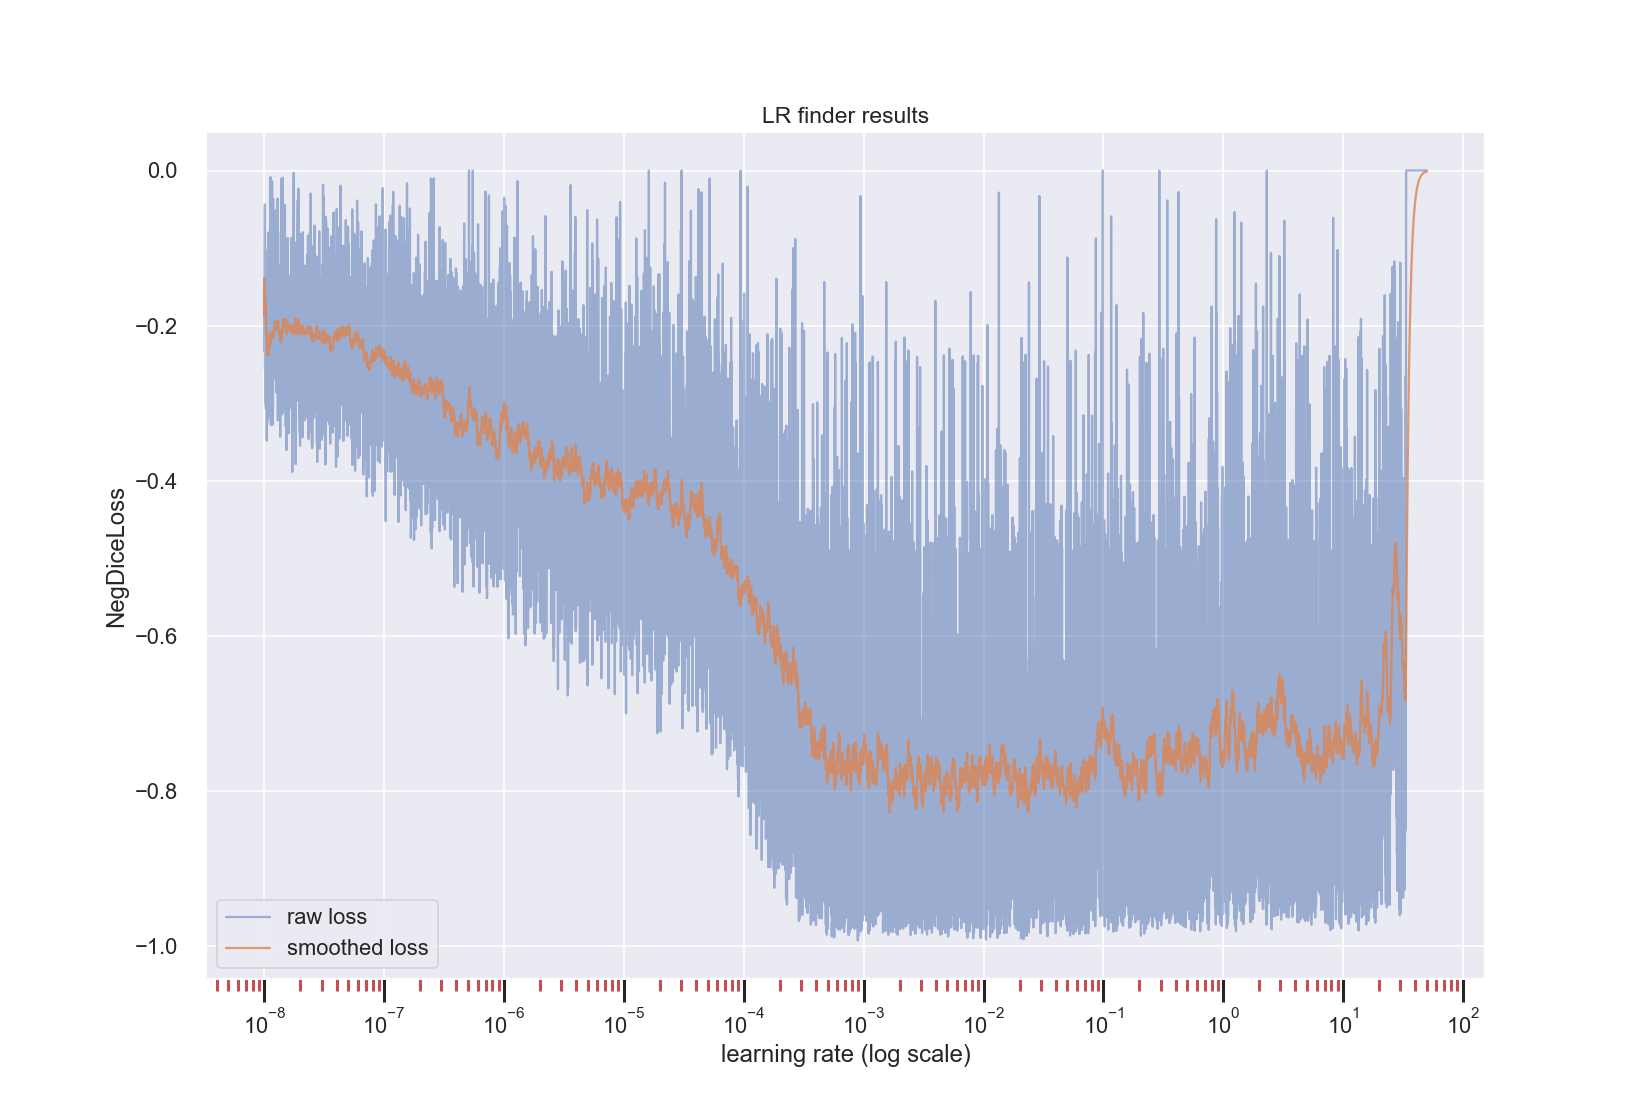 LR finder results
0.0
−0.2
−0.4
−0.6
−0.8
−1.0
NegDiceLoss
raw loss
smoothed loss
10⁻⁸ 10⁻⁷ 10⁻⁶ 10⁻⁵ 10⁻⁴ 10⁻³ 10⁻² 10⁻¹ 10⁰ 10¹ 10²
learning rate (log scale)